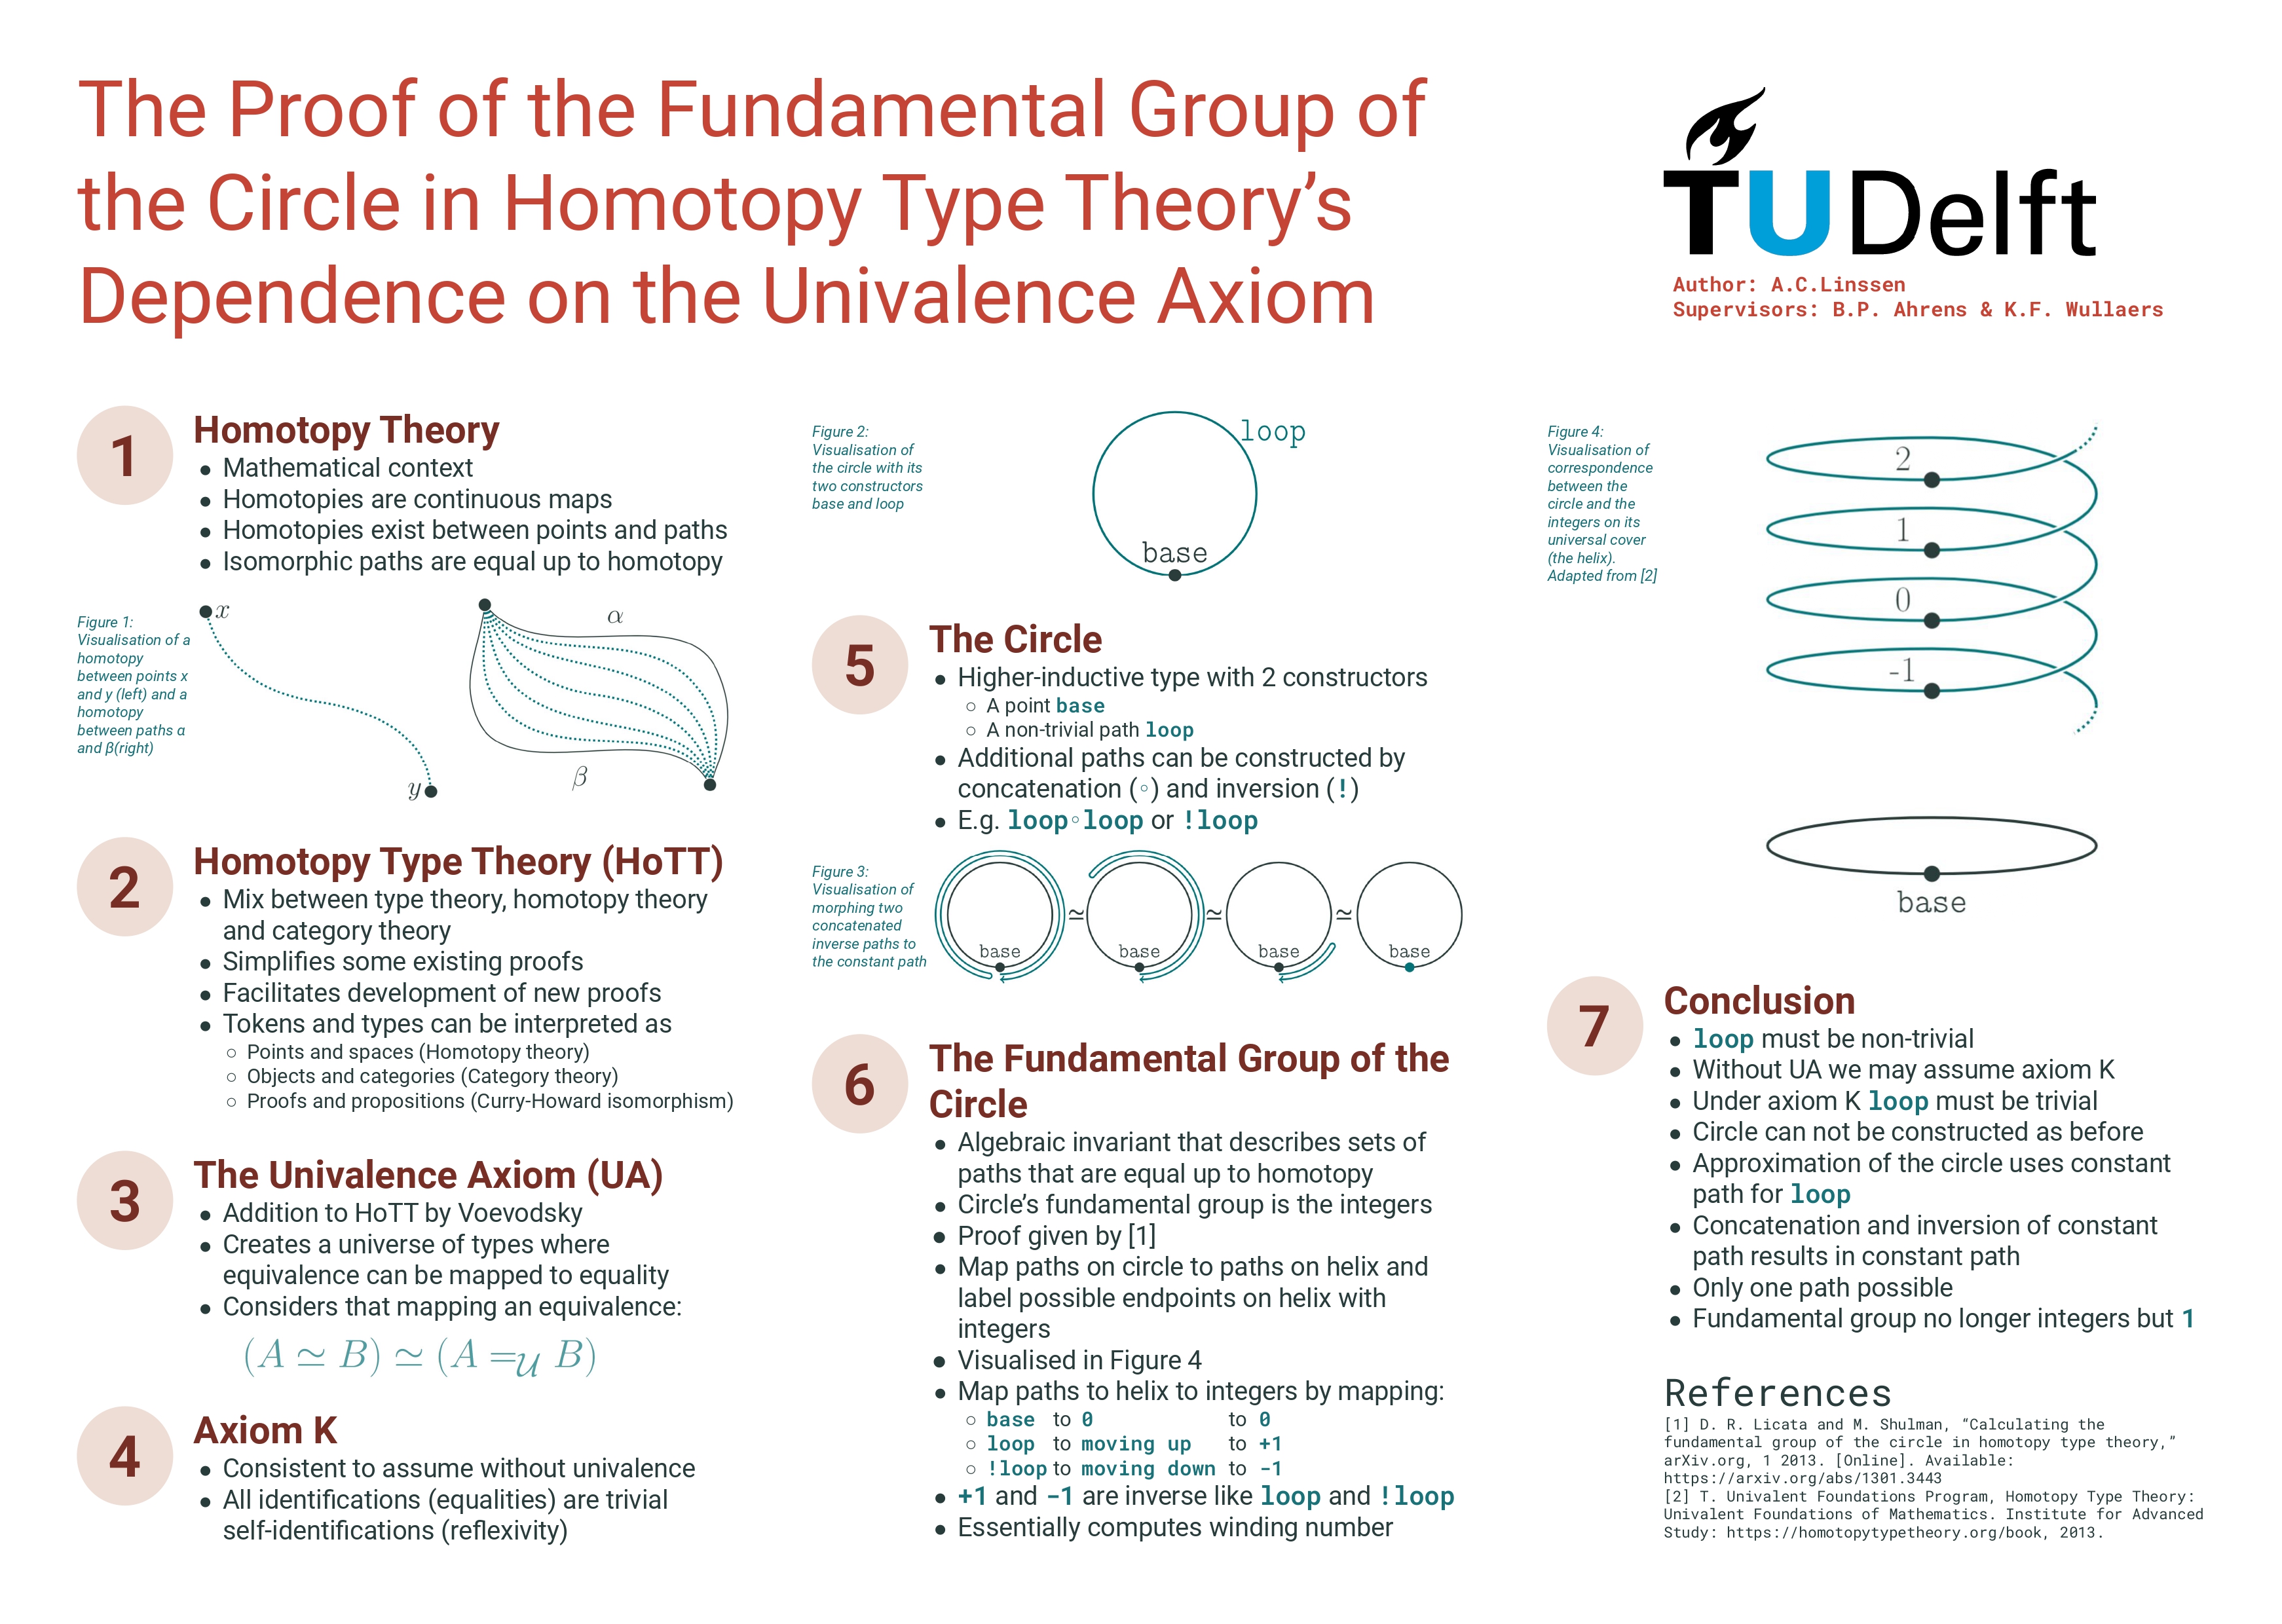 The Proof of the Fundamental Group of
the Circle in Homotopy Type Theory's
Dependence on the Univalence Axiom
TUDelft
Author: A.C.Linssen
Supervisors: B.P. Ahrens & K.F. Wullaers
1
Homotopy Theory
● Mathematical context
● Homotopies are continuous maps
● Homotopies exist between points and paths
● Isomorphic paths are equal up to homotopy
Figure 1:
Visualisation of a
homotopy
between points x
and y (left) and a
homotopy
between paths α
and β(right)
x
y
α
β
2
Homotopy Type Theory (HoTT)
● Mix between type theory, homotopy theory
and category theory
● Simplifies some existing proofs
● Facilitates development of new proofs
● Tokens and types can be interpreted as
○ Points and spaces (Homotopy theory)
○ Objects and categories (Category theory)
○ Proofs and propositions (Curry-Howard isomorphism)
3
The Univalence Axiom (UA)
● Addition to HoTT by Voevodsky
● Creates a universe of types where
equivalence can be mapped to equality
● Considers that mapping an equivalence:
(A ≃ B) ≃ (A =𝒰 B)
4
Axiom K
● Consistent to assume without univalence
● All identifications (equalities) are trivial
self-identifications (reflexivity)
Figure 2:
Visualisation of
the circle with its
two constructors
base and loop
loop
base
5
The Circle
● Higher-inductive type with 2 constructors
○ A point base
○ A non-trivial path loop
● Additional paths can be constructed by
concatenation (◦) and inversion (!)
● E.g. loop◦loop or !loop
Figure 3:
Visualisation of
morphing two
concatenated
inverse paths to
the constant path
base ≃ base ≃ base ≃ base
6
The Fundamental Group of the
Circle
● Algebraic invariant that describes sets of
paths that are equal up to homotopy
● Circle's fundamental group is the integers
● Proof given by [1]
● Map paths on circle to paths on helix and
label possible endpoints on helix with
integers
● Visualised in Figure 4
● Map paths to helix to integers by mapping:
○ base to 0 to 0
○ loop to moving up to +1
○ !loop to moving down to -1
● +1 and -1 are inverse like loop and !loop
● Essentially computes winding number
Figure 4:
Visualisation of
correspondence
between the
circle and the
integers on its
universal cover
(the helix).
Adapted from [2]
2
1
0
-1
base
7
Conclusion
● loop must be non-trivial
● Without UA we may assume axiom K
● Under axiom K loop must be trivial
● Circle can not be constructed as before
● Approximation of the circle uses constant
path for loop
● Concatenation and inversion of constant
path results in constant path
● Only one path possible
● Fundamental group no longer integers but 1
References
[1] D. R. Licata and M. Shulman, “Calculating the
fundamental group of the circle in homotopy type theory,”
arXiv.org, 1 2013. [Online]. Available:
https://arxiv.org/abs/1301.3443
[2] T. Univalent Foundations Program, Homotopy Type Theory:
Univalent Foundations of Mathematics. Institute for Advanced
Study: https://homotopytypetheory.org/book, 2013.